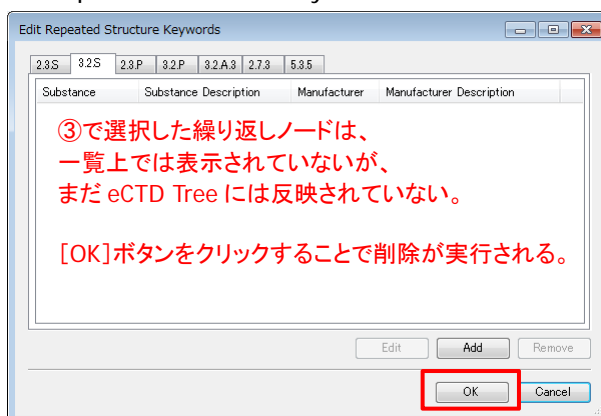 Edit Repeated Structure Keywords
2.3.S 3.2.S 2.3.P 3.2.P 3.2.A.3 2.7.3 5.3.5
Substance Substance Description Manufacturer Manufacturer Description
③で選択した繰り返しノードは、
一覧上では表示されていないが、
まだ eCTD Tree には反映されていない。
[OK]ボタンをクリックすることで削除が実行される。
Edit Add Remove
OK Cancel